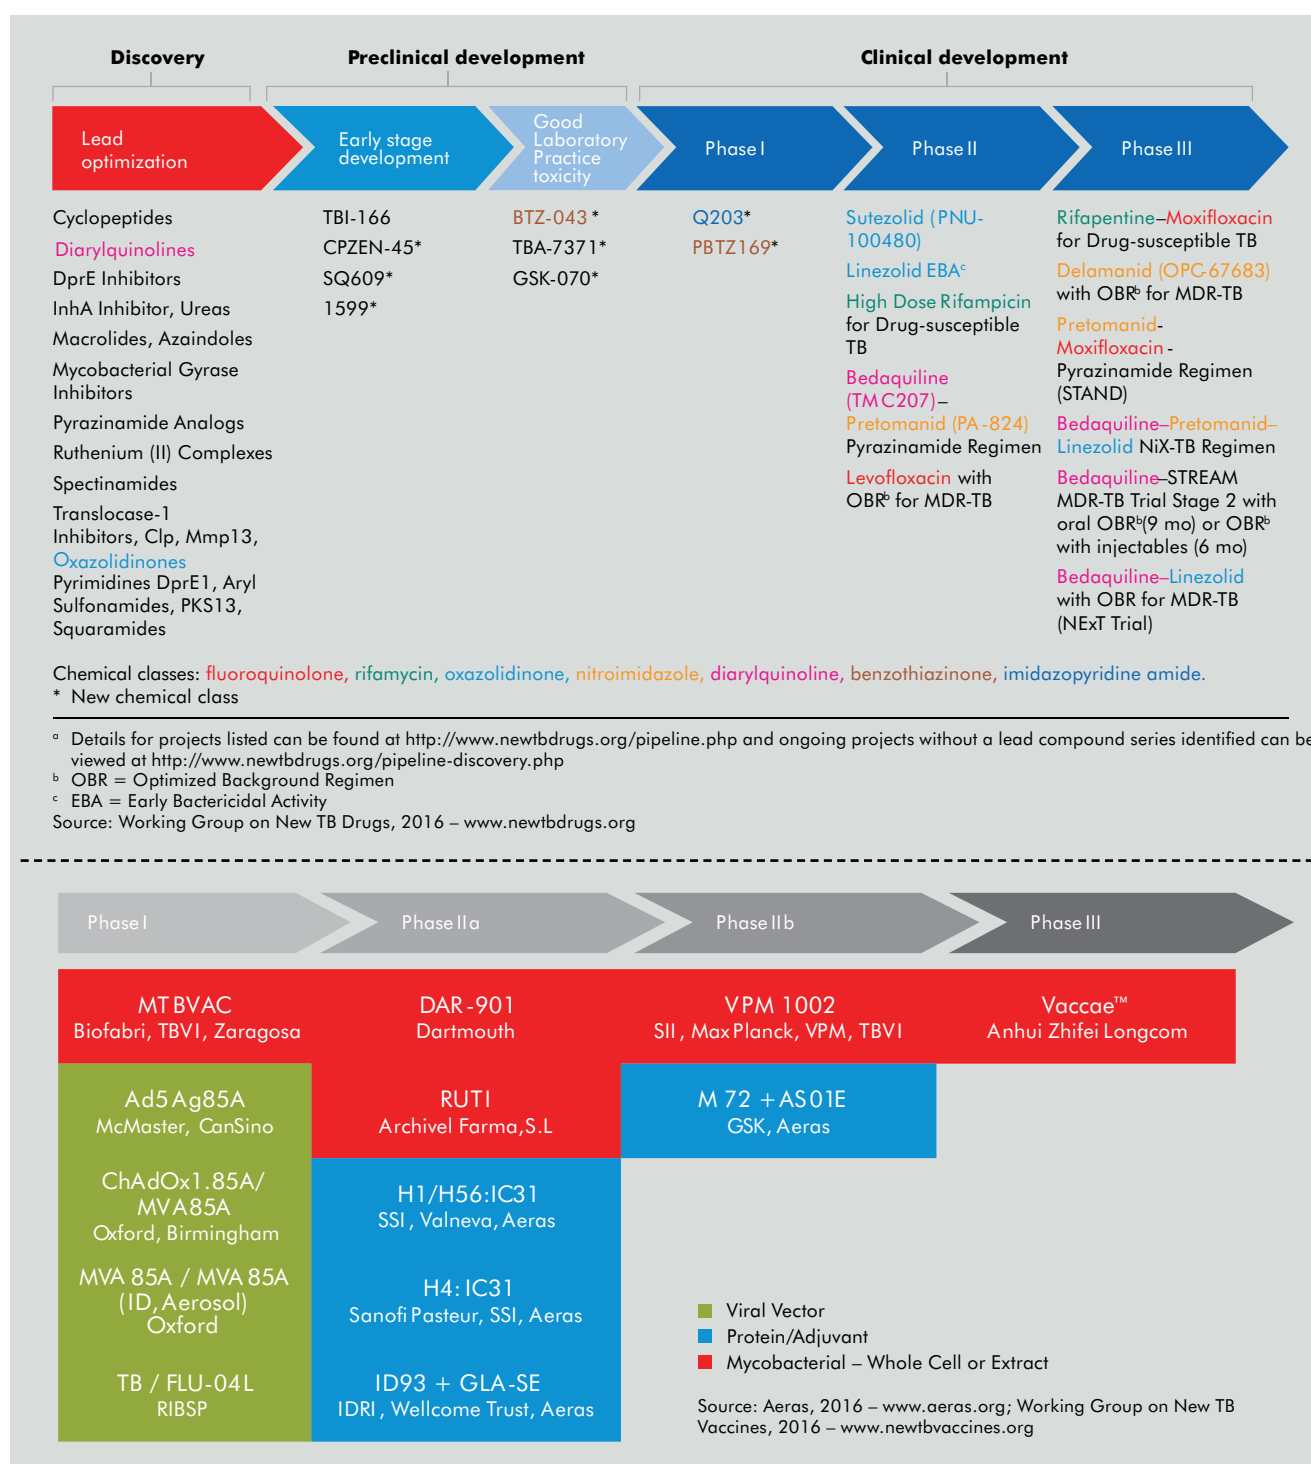 Discovery
Preclinical development
Clinical development
Lead
optimization
Early stage
development
Good
Laboratory
Practice
toxicity
Phase I
Phase II
Phase III
Cyclopeptides
Diarylquinolines
DprE Inhibitors
InhA Inhibitor, Ureas
Macrolides, Azaindoles
Mycobacterial Gyrase
Inhibitors
Pyrazinamide Analogs
Ruthenium (II) Complexes
Spectinamides
Translocase-1
Inhibitors, Clp, Mmp13,
Oxazolidinones
Pyrimidines DprE1, Aryl
Sulfonamides, PKS13,
Squaramides
TBI-166
CPZEN-45*
SQ609*
1599*
BTZ-043 *
TBA-7371*
GSK-070*
Q203*
PBTZ169*
Sutezolid (PNU-
100480)
Linezolid EBAᶜ
High Dose Rifampicin
for Drug-susceptible
TB
Bedaquiline
(TMC207)–
Pretomanid (PA-824)
Pyrazinamide Regimen
Levofloxacin with
OBRᵇ for MDR-TB
Rifapentine–Moxifloxacin
for Drug-susceptible TB
Delamanid (OPC-67683)
with OBRᵇ for MDR-TB
Pretomanid-
Moxifloxacin -
Pyrazinamide Regimen
(STAND)
Bedaquiline–Pretomanid–
Linezolid NiX-TB Regimen
Bedaquiline–STREAM
MDR-TB Trial Stage 2 with
oral OBRᵇ(9 mo) or OBRᵇ
with injectables (6 mo)
Bedaquiline–Linezolid
with OBR for MDR-TB
(NExT Trial)
Chemical classes: fluoroquinolone, rifamycin, oxazolidinone, nitroimidazole, diarylquinoline, benzothiazinone, imidazopyridine amide.
* New chemical class
ᵃ Details for projects listed can be found at http://www.newtbdrugs.org/pipeline.php and ongoing projects without a lead compound series identified can be
viewed at http://www.newtbdrugs.org/pipeline-discovery.php
ᵇ OBR = Optimized Background Regimen
ᶜ EBA = Early Bactericidal Activity
Source: Working Group on New TB Drugs, 2016 – www.newtbdrugs.org
Phase I
Phase IIa
Phase IIb
Phase III
MTBVAC
Biofabri, TBVI, Zaragosa
DAR-901
Dartmouth
VPM 1002
SII, Max Planck, VPM, TBVI
Vaccae™
Anhui Zhifei Longcom
Ad5Ag85A
McMaster, CanSino
RUTI
Archivel Farma,S.L
M72 + AS01E
GSK, Aeras
ChAdOx1.85A/
MVA85A
Oxford, Birmingham
H1/H56:IC31
SSI, Valneva, Aeras
MVA 85A / MVA 85A
(ID, Aerosol)
Oxford
H4: IC31
Sanofi Pasteur, SSI, Aeras
TB / FLU-04L
RIBSP
ID93 + GLA-SE
IDRI, Wellcome Trust, Aeras
Viral Vector
Protein/Adjuvant
Mycobacterial – Whole Cell or Extract
Source: Aeras, 2016 – www.aeras.org; Working Group on New TB
Vaccines, 2016 – www.newtbvaccines.org